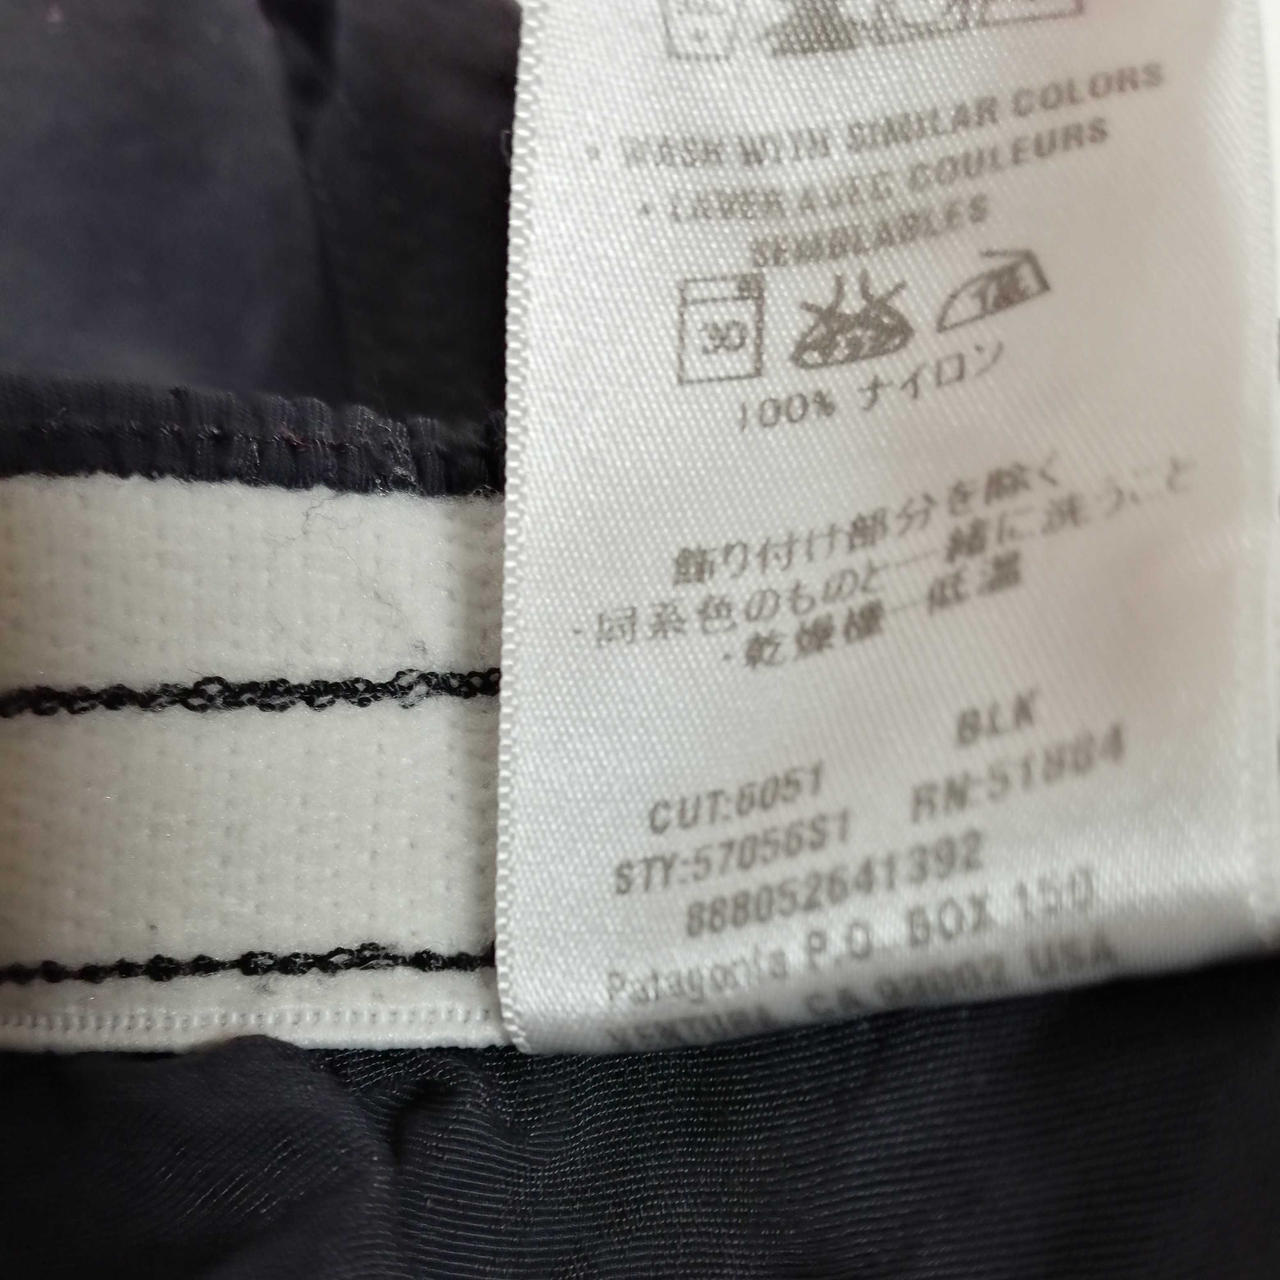 • WASH WITH SIMILAR COLORS
• LAVER AVEC COULEURS
SEMBLABLES
30
100% ナイロン
飾り付け部分を除く
・同系色のものと一緒に洗うこと
・乾燥機 低温
BLK
CUT:6051 RN:51884
STY:57056S1
888052641392
Patagonia P.O. BOX 150
VENTURA, CA 93002 USA